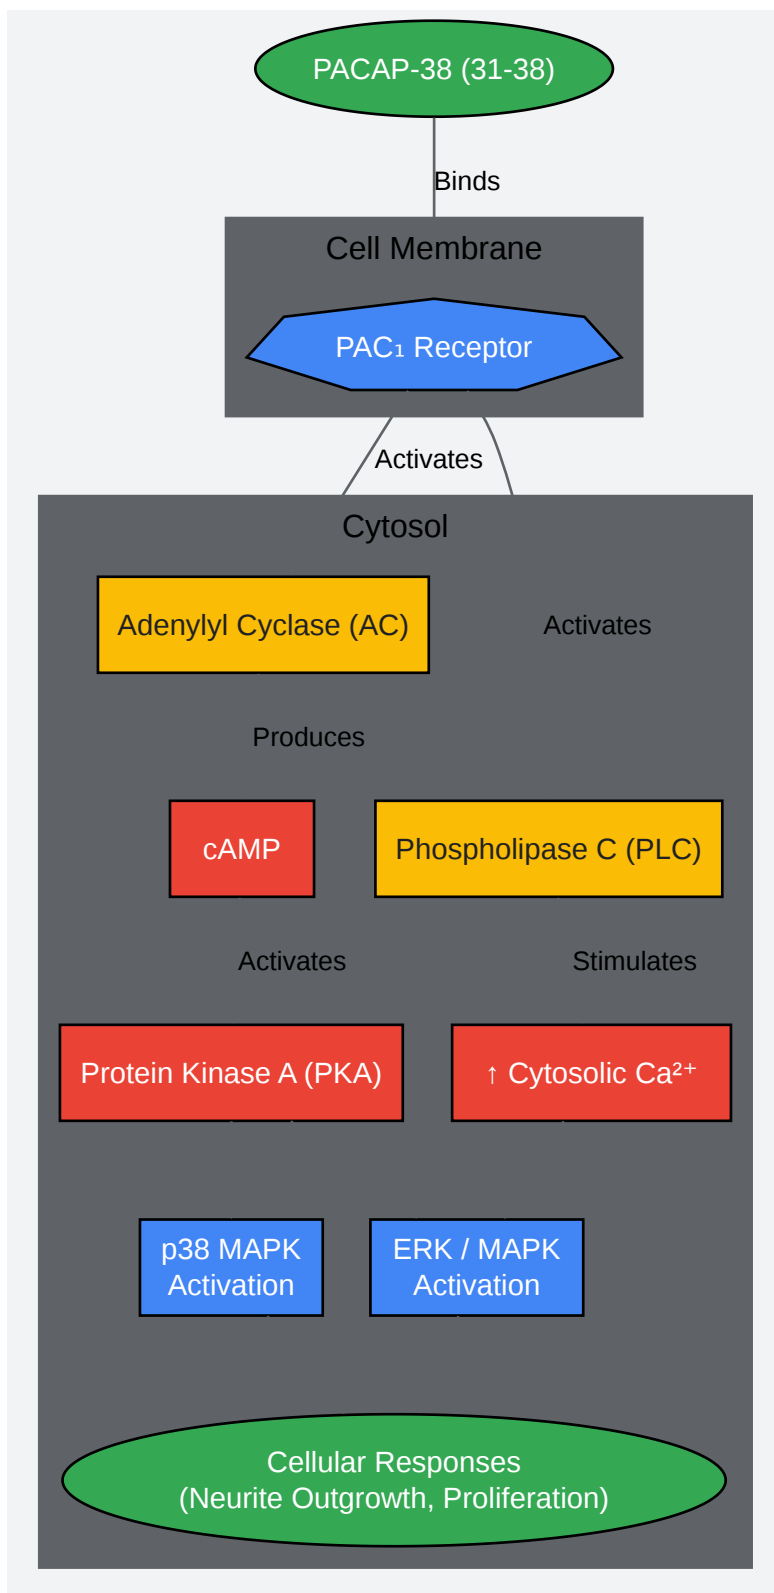 PACAP-38 (31-38)
Binds
Cell Membrane
PAC₁ Receptor
Activates
Cytosol
Adenylyl Cyclase (AC)
Activates
Produces
cAMP
Phospholipase C (PLC)
Activates
Stimulates
Protein Kinase A (PKA)
↑ Cytosolic Ca²⁺
p38 MAPK
Activation
ERK / MAPK
Activation
Cellular Responses
(Neurite Outgrowth, Proliferation)